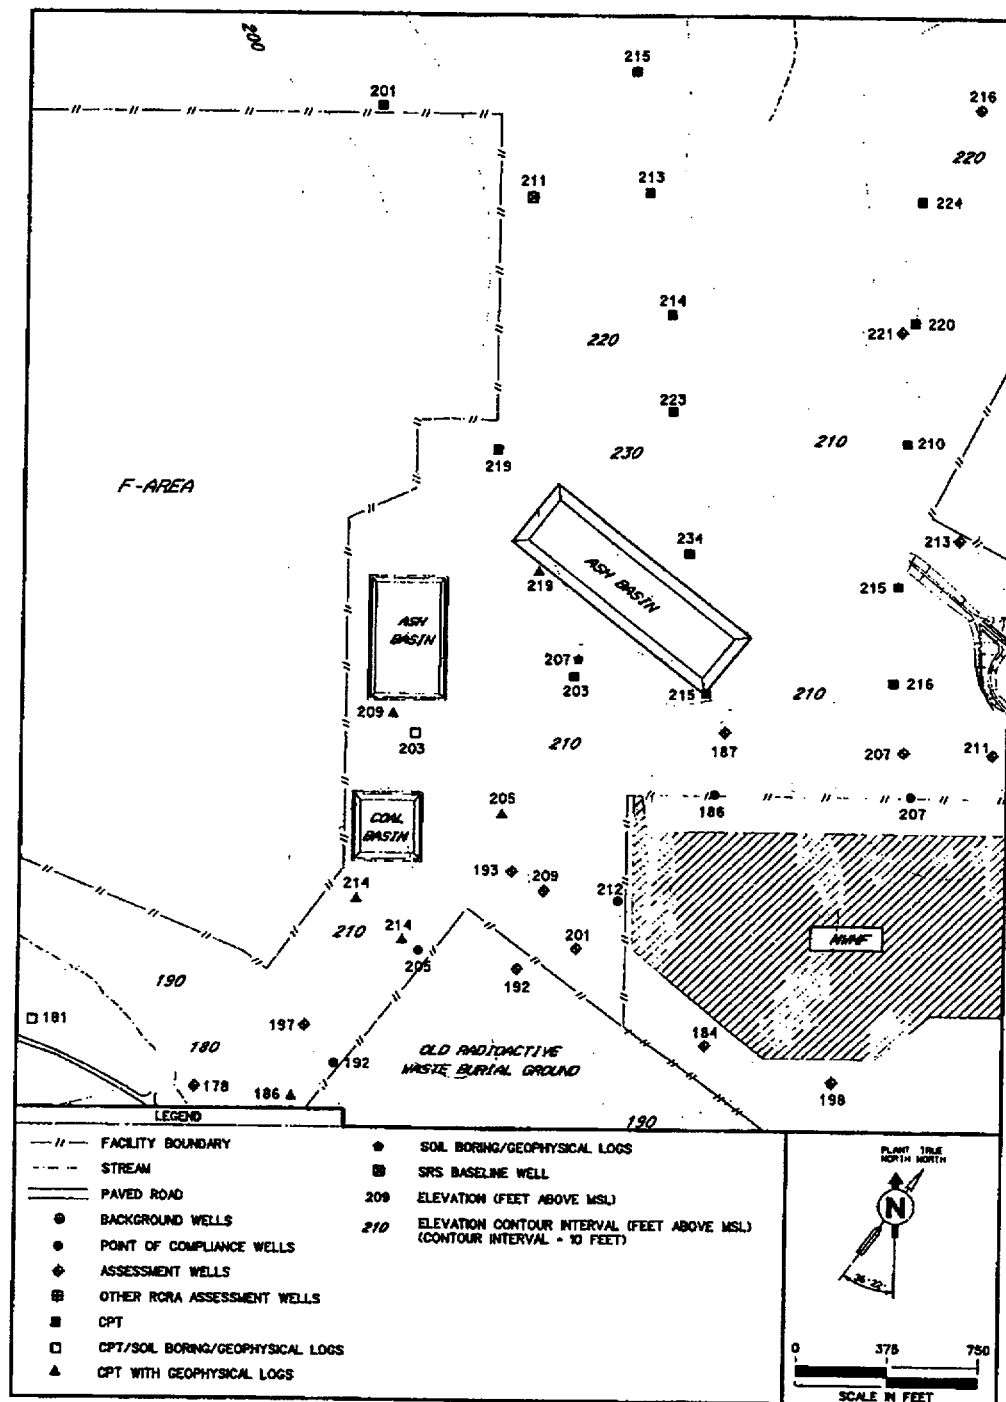 200
215
201
216
220
211
213
224
214
220
221
220
223
210
210
230
219
F-AREA
213
234
219
ASH BASIN
215
ASH
BASIN
207
203
216
215
210
209
203
210
187
207
211
205
186
207
COAL
BASIN
193
209
212
214
214
210
205
201
NWMF
192
190
181
197
184
180
OLD RADIOACTIVE
WASTE BURIAL GROUND
192
178
186
198
190
LEGEND
FACILITY BOUNDARY
STREAM
PAVED ROAD
BACKGROUND WELLS
POINT OF COMPLIANCE WELLS
ASSESSMENT WELLS
OTHER RCRA ASSESSMENT WELLS
CPT
CPT/SOIL BORING/GEOPHYSICAL LOGS
CPT WITH GEOPHYSICAL LOGS
SOIL BORING/GEOPHYSICAL LOGS
SRS BASELINE WELL
209 ELEVATION (FEET ABOVE MSL)
210 ELEVATION CONTOUR INTERVAL (FEET ABOVE MSL)
(CONTOUR INTERVAL = 10 FEET)
PLANT TRUE
NORTH NORTH
N
0 375 750
SCALE IN FEET